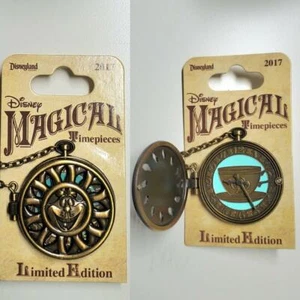 Disneyland
2017
Disney
MAGICAL
Timepieces
Limited Edition
Disneyland
2017
Disney
MAGICAL
Timepieces
Limited Edition